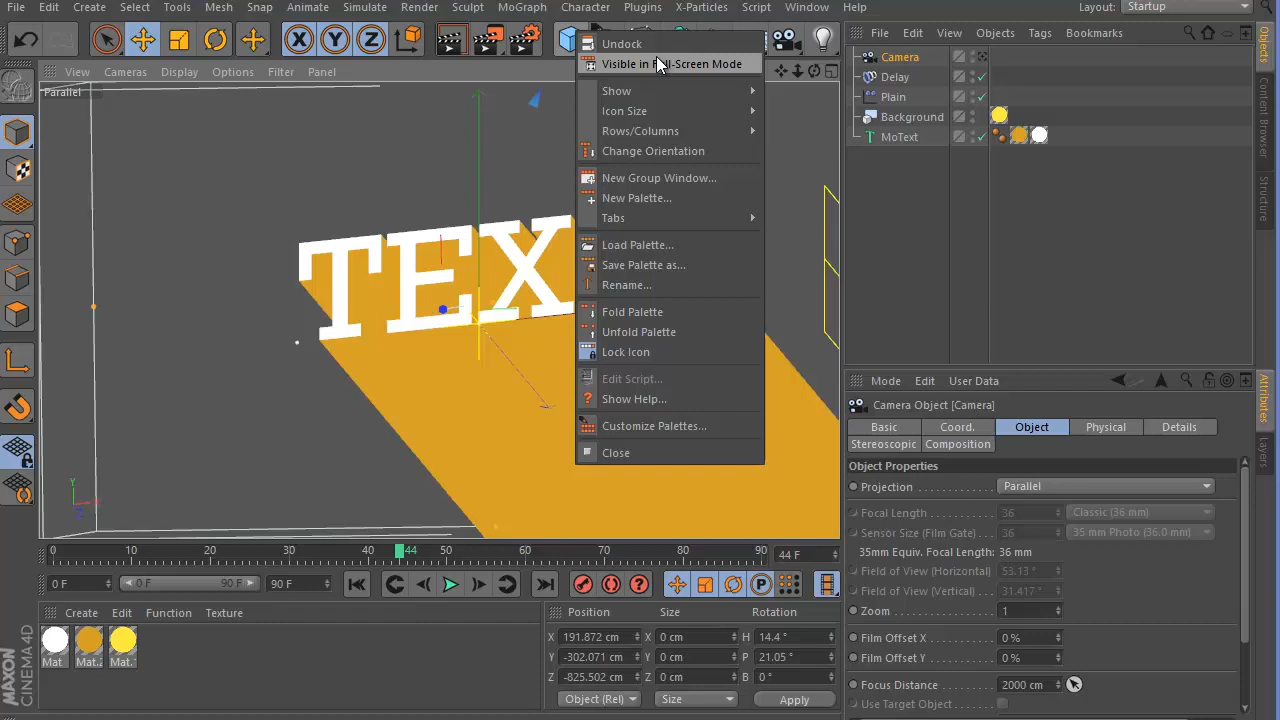 File Edit Create Select Tools Mesh Snap Animate Simulate Render Sculpt MoGraph Character Plugins X-Particles Script Window Help Layout: Startup
X Y Z
View Cameras Display Options Filter Panel
Parallel
TEX
Y
Undock
Visible in Full-Screen Mode
Show
Icon Size
Rows/Columns
Change Orientation
New Group Window...
New Palette...
Tabs
Load Palette...
Save Palette as...
Rename...
Fold Palette
Unfold Palette
Lock Icon
Edit Script...
Show Help...
Customize Palettes...
Close
File Edit View Objects Tags Bookmarks
Camera
Delay
Plain
Background
MoText
Objects
Content Browser
Structure
Attributes
Layers
Mode Edit User Data
Camera Object [Camera]
Basic Coord. Object Physical Details
Stereoscopic Composition
Object Properties
Projection Parallel
Focal Length 36 Classic (36 mm)
Sensor Size (Film Gate) 36 35 mm Photo (36.0 mm)
35mm Equiv. Focal Length: 36 mm
Field of View (Horizontal) 53.13 °
Field of View (Vertical) 31.417 °
Zoom 1
Film Offset X 0 %
Film Offset Y 0 %
Focus Distance 2000 cm
Use Target Object
0 10 20 30 40 44 50 60 70 80 90 44 F
0 F 0 F 90 F 90 F
P
Create Edit Function Texture
Mat Mat. Mat.
MAXON
CINEMA 4D
Position Size Rotation
X 191.872 cm X 0 cm H 14.4 °
Y -302.071 cm Y 0 cm P 21.05 °
Z -825.502 cm Z 0 cm B 0 °
Object (Rel) Size Apply